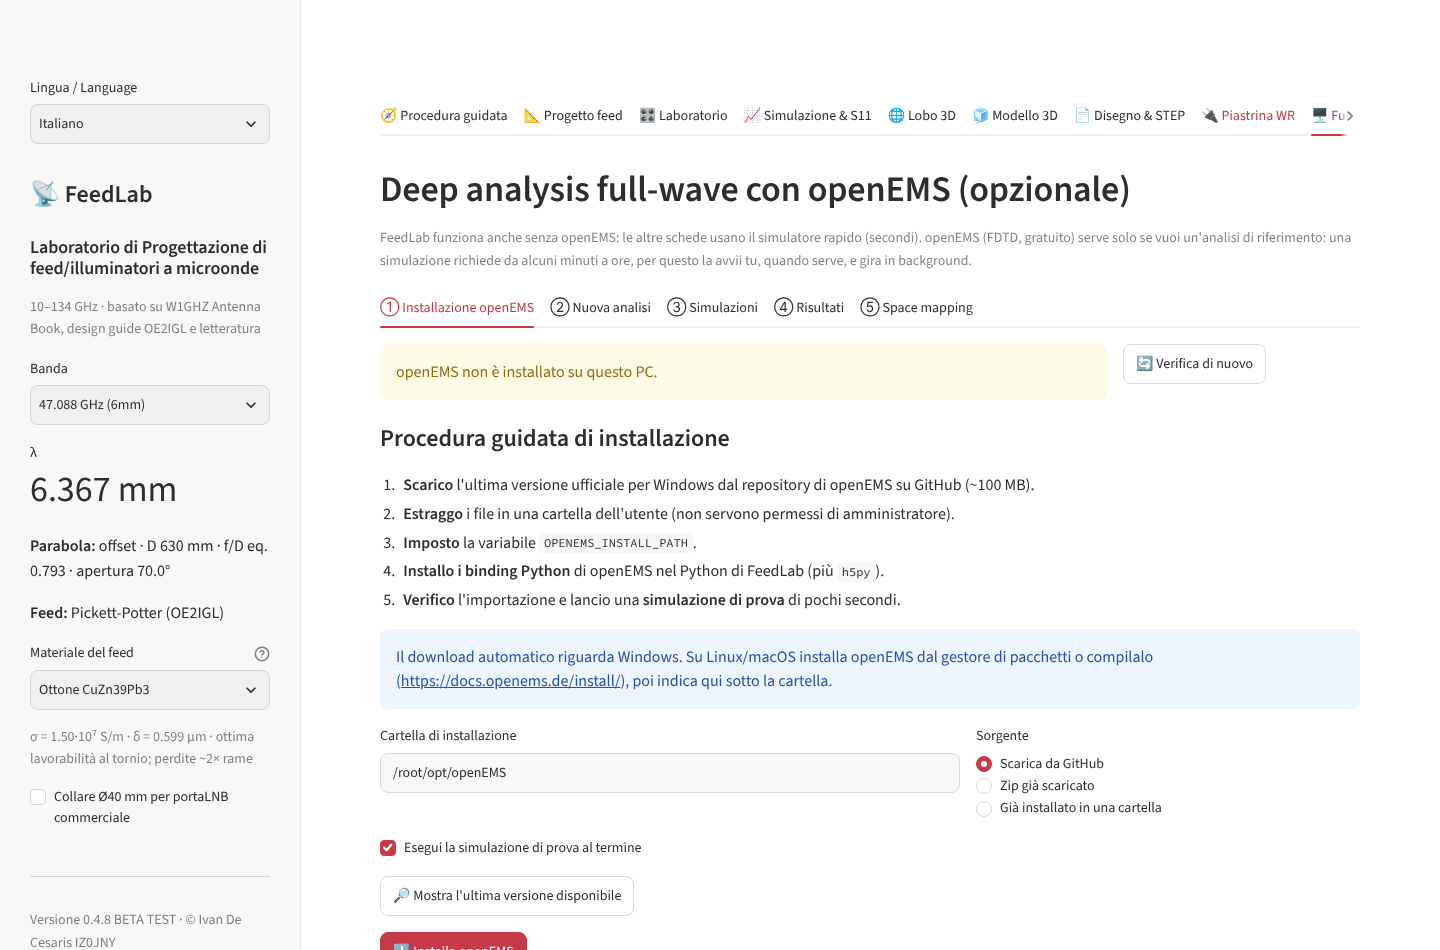 Lingua / Language
Italiano
📡 FeedLab
Laboratorio di Progettazione di
feed/illuminatori a microonde
10–134 GHz · basato su W1GHZ Antenna
Book, design guide OE2IGL e letteratura
Banda
47.088 GHz (6mm)
λ
6.367 mm
Parabola: offset · D 630 mm · f/D eq.
0.793 · apertura 70.0°
Feed: Pickett-Potter (OE2IGL)
Materiale del feed
Ottone CuZn39Pb3
σ = 1.50·10⁷ S/m · δ = 0.599 µm · ottima
lavorabilità al tornio; perdite ~2× rame
Collare Ø40 mm per portaLNB
commerciale
Versione 0.4.8 BETA TEST · © Ivan De
Cesaris IZ0JNY
🧭 Procedura guidata 📐 Progetto feed 🎛️ Laboratorio 📈 Simulazione & S11 🌐 Lobo 3D 🧊 Modello 3D 📄 Disegno & STEP 🔌 Piastrina WR 🖥️ Fu
Deep analysis full-wave con openEMS (opzionale)
FeedLab funziona anche senza openEMS: le altre schede usano il simulatore rapido (secondi). openEMS (FDTD, gratuito) serve solo se vuoi un'analisi di riferimento: una
simulazione richiede da alcuni minuti a ore, per questo la avvii tu, quando serve, e gira in background.
① Installazione openEMS ② Nuova analisi ③ Simulazioni ④ Risultati ⑤ Space mapping
openEMS non è installato su questo PC.
🔄 Verifica di nuovo
Procedura guidata di installazione
1. Scarico l'ultima versione ufficiale per Windows dal repository di openEMS su GitHub (~100 MB).
2. Estraggo i file in una cartella dell'utente (non servono permessi di amministratore).
3. Imposto la variabile OPENEMS_INSTALL_PATH.
4. Installo i binding Python di openEMS nel Python di FeedLab (più h5py).
5. Verifico l'importazione e lancio una simulazione di prova di pochi secondi.
Il download automatico riguarda Windows. Su Linux/macOS installa openEMS dal gestore di pacchetti o compilalo
(https://docs.openems.de/install/), poi indica qui sotto la cartella.
Cartella di installazione
/root/opt/openEMS
Sorgente
Scarica da GitHub
Zip già scaricato
Già installato in una cartella
Esegui la simulazione di prova al termine
🔎 Mostra l'ultima versione disponibile
⬇️ Installa openEMS